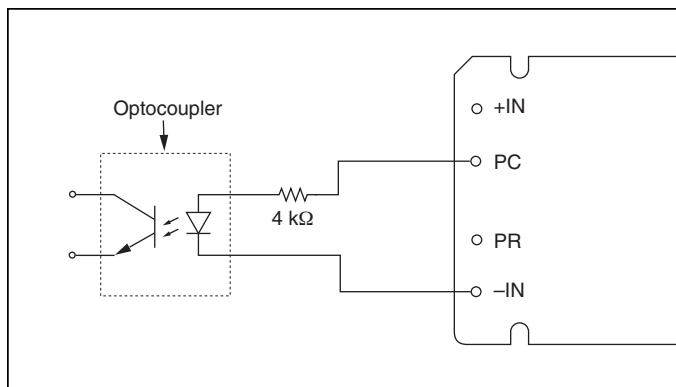 Optocoupler
4 kΩ
+IN
PC
PR
–IN